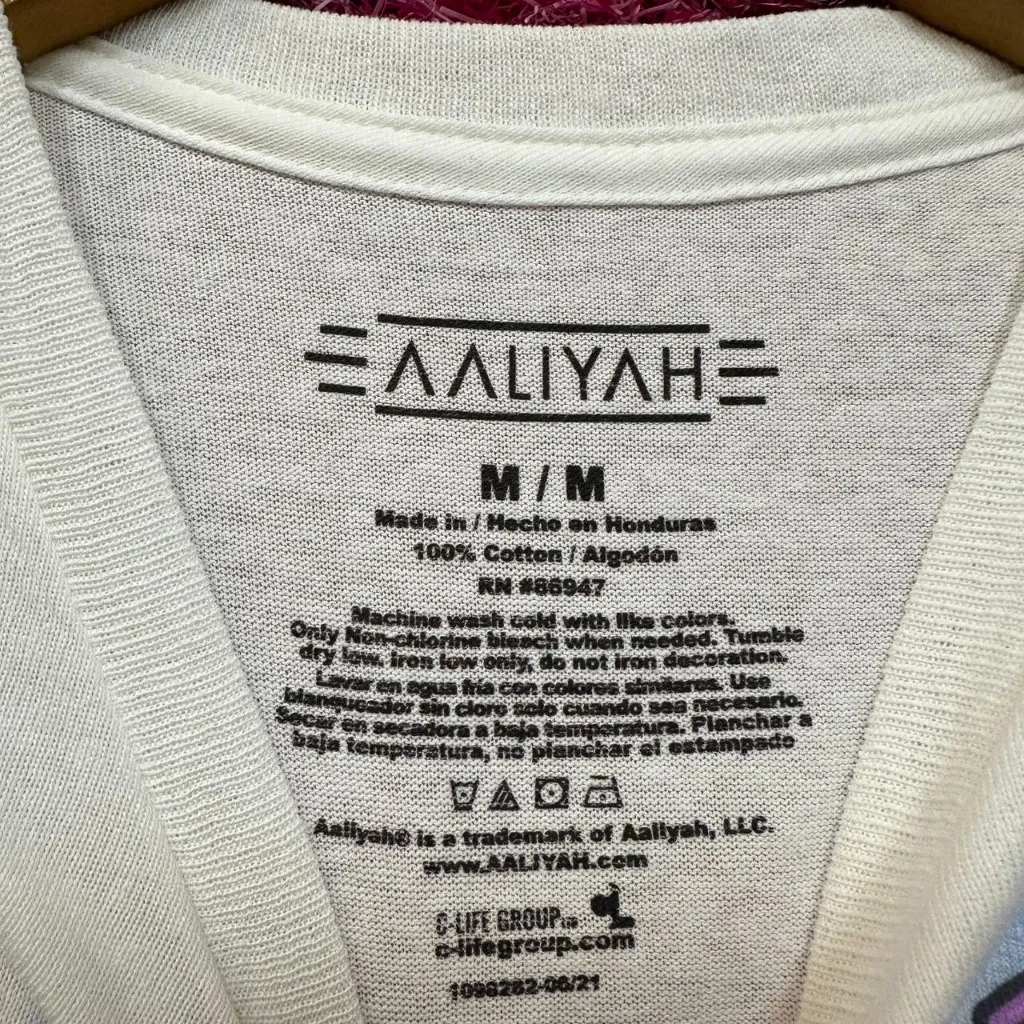 AALIYAH
M / M
Made in / Hecho en Honduras
100% Cotton / Algodón
RN #86947
Machine wash cold with like colors.
Only Non-chlorine bleach when needed. Tumble
dry low. iron low only, do not iron decoration.
Lavar en agua fria con colores similares. Use
blanqueador sin cloro solo cuando sea necesario.
Secar en secadora a baja temperatura. Planchar a
baja temperatura, no planchar el estampado
Aaliyah® is a trademark of Aaliyah, LLC.
www.AALIYAH.com
C-LIFE GROUP LTD
c-lifegroup.com
1096282-06/21